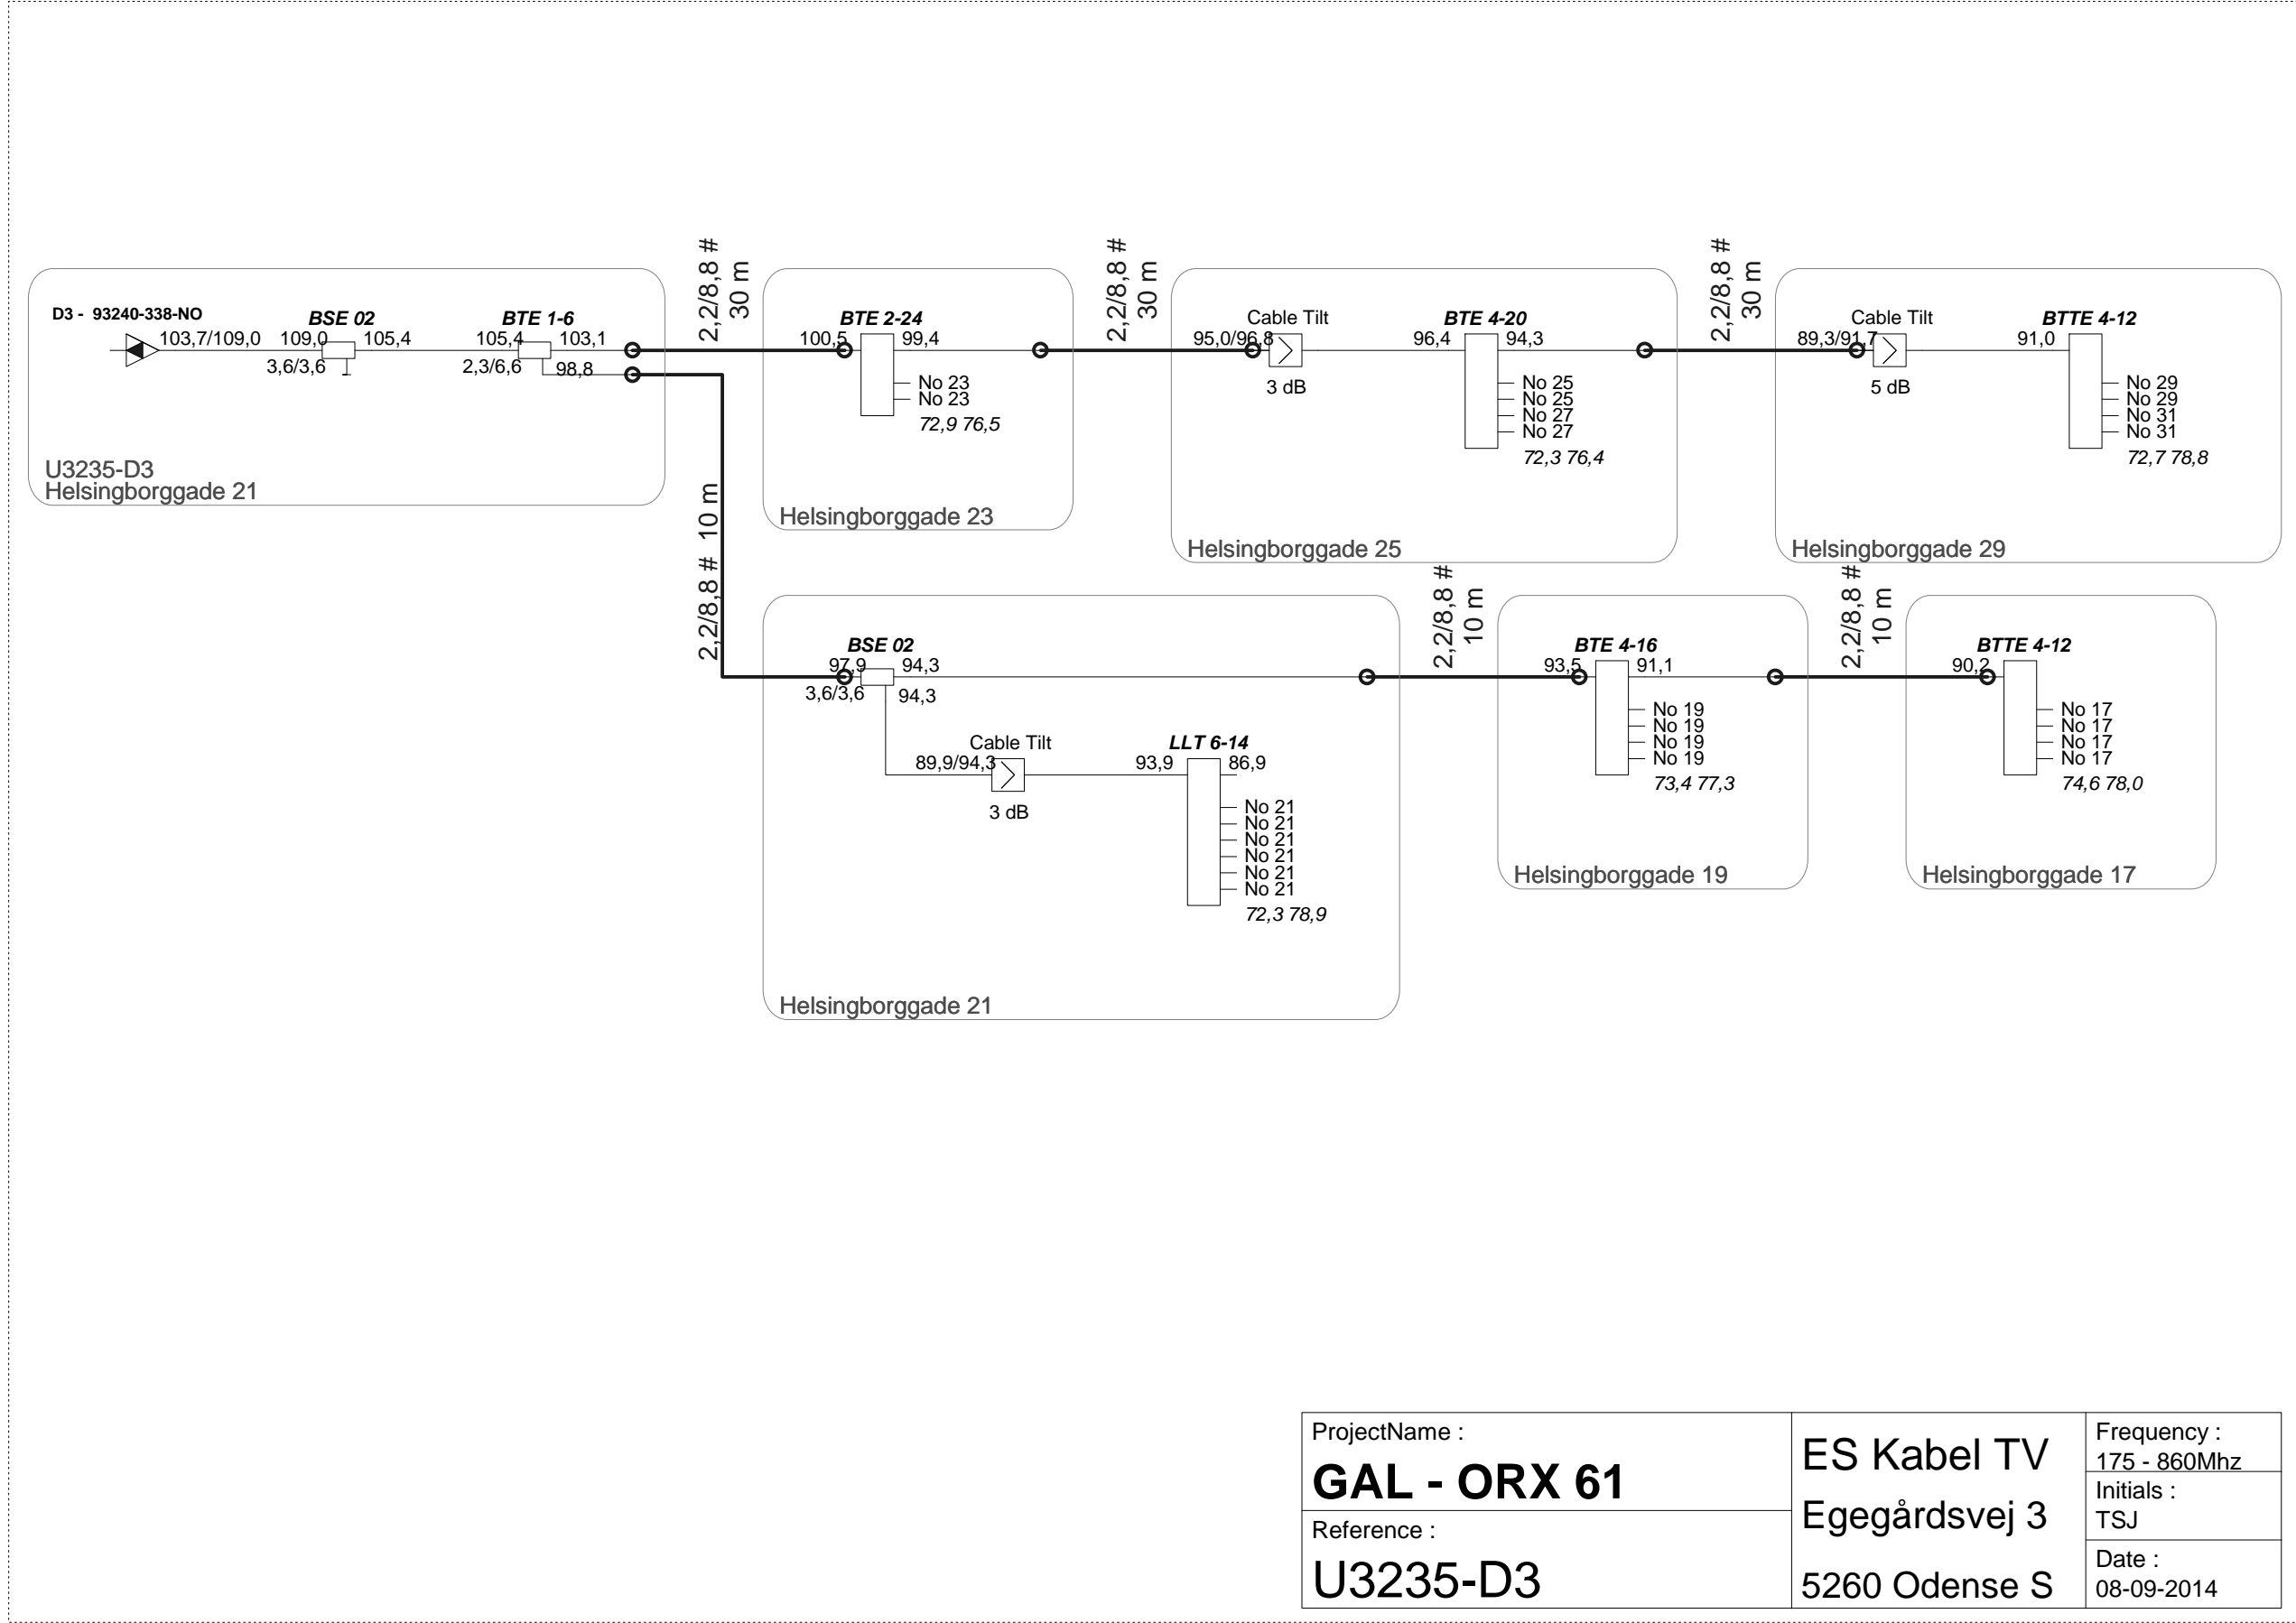 2,2/8,8 #
30 m
2,2/8,8 #
30 m
2,2/8,8 #
30 m
D3 - 93240-338-NO
103,7/109,0
BSE 02
109,0
105,4
3,6/3,6
BTE 1-6
105,4
103,1
2,3/6,6
98,8
U3235-D3
Helsingborggade 21
BTE 2-24
100,5
99,4
No 23
No 23
72,9 76,5
Helsingborggade 23
Cable Tilt
95,0/96,8
3 dB
BTE 4-20
96,4
94,3
No 25
No 25
No 27
No 27
72,3 76,4
Helsingborggade 25
Cable Tilt
89,3/91,7
5 dB
BTTE 4-12
91,0
No 29
No 29
No 31
No 31
72,7 78,8
Helsingborggade 29
2,2/8,8 # 10 m
BSE 02
97,9
94,3
3,6/3,6
94,3
Cable Tilt
89,9/94,3
3 dB
LLT 6-14
93,9
86,9
No 21
No 21
No 21
No 21
No 21
No 21
72,3 78,9
Helsingborggade 21
2,2/8,8 #
10 m
BTE 4-16
93,5
91,1
No 19
No 19
No 19
No 19
73,4 77,3
Helsingborggade 19
2,2/8,8 #
10 m
BTTE 4-12
90,2
No 17
No 17
No 17
No 17
74,6 78,0
Helsingborggade 17
ProjectName :
GAL - ORX 61
Reference :
U3235-D3
ES Kabel TV
Egegårdsvej 3
5260 Odense S
Frequency :
175 - 860Mhz
Initials :
TSJ
Date :
08-09-2014